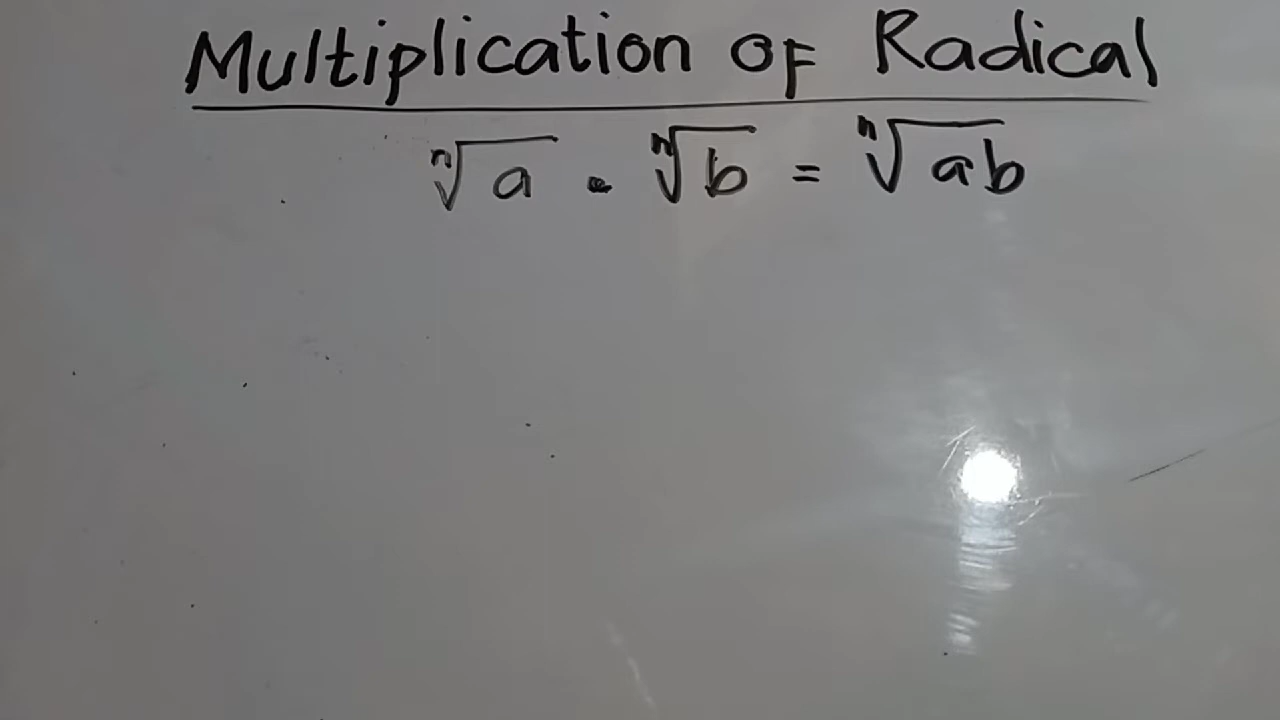 Multiplication OF Radical
ⁿ√a . ⁿ√b = ⁿ√ab